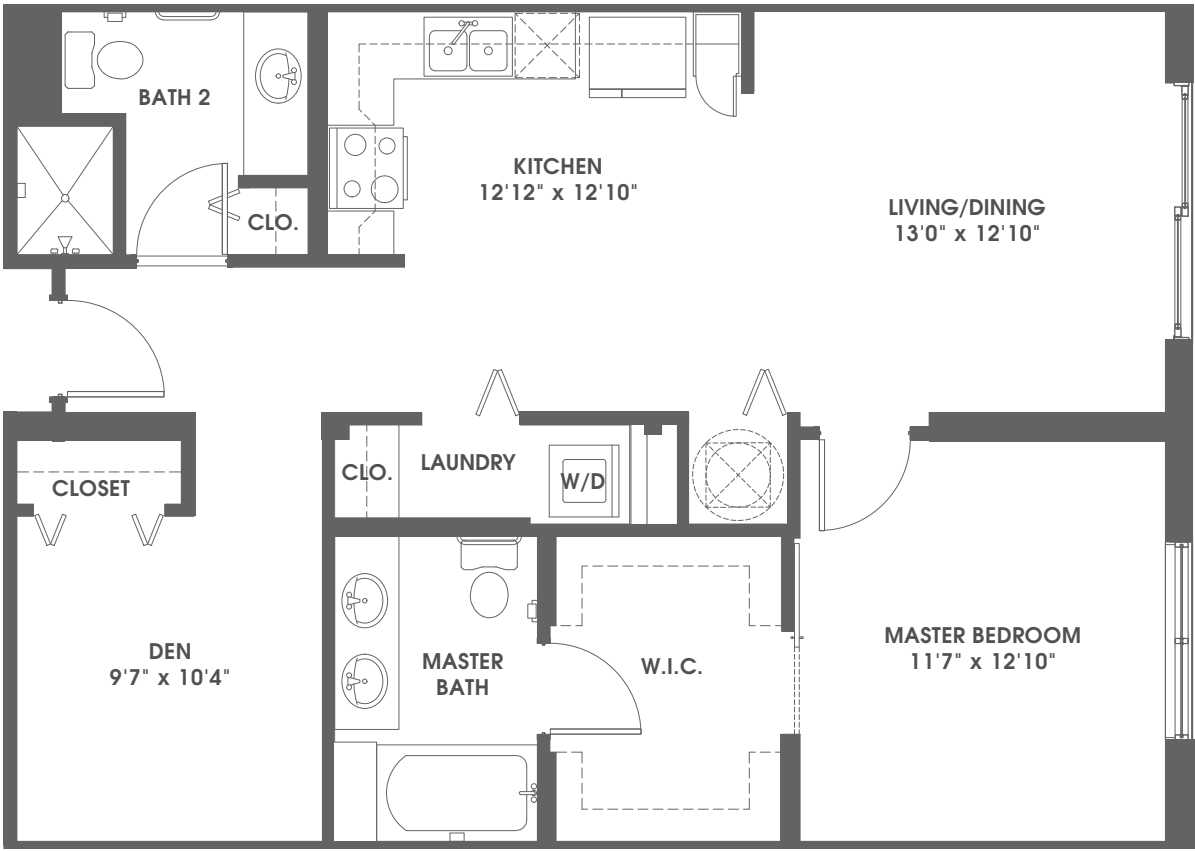 BATH 2
KITCHEN
12'12" x 12'10"
LIVING/DINING
13'0" x 12'10"
CLO.
CLO.
LAUNDRY
W/D
CLOSET
DEN
9'7" x 10'4"
MASTER
BATH
W.I.C.
MASTER BEDROOM
11'7" x 12'10"